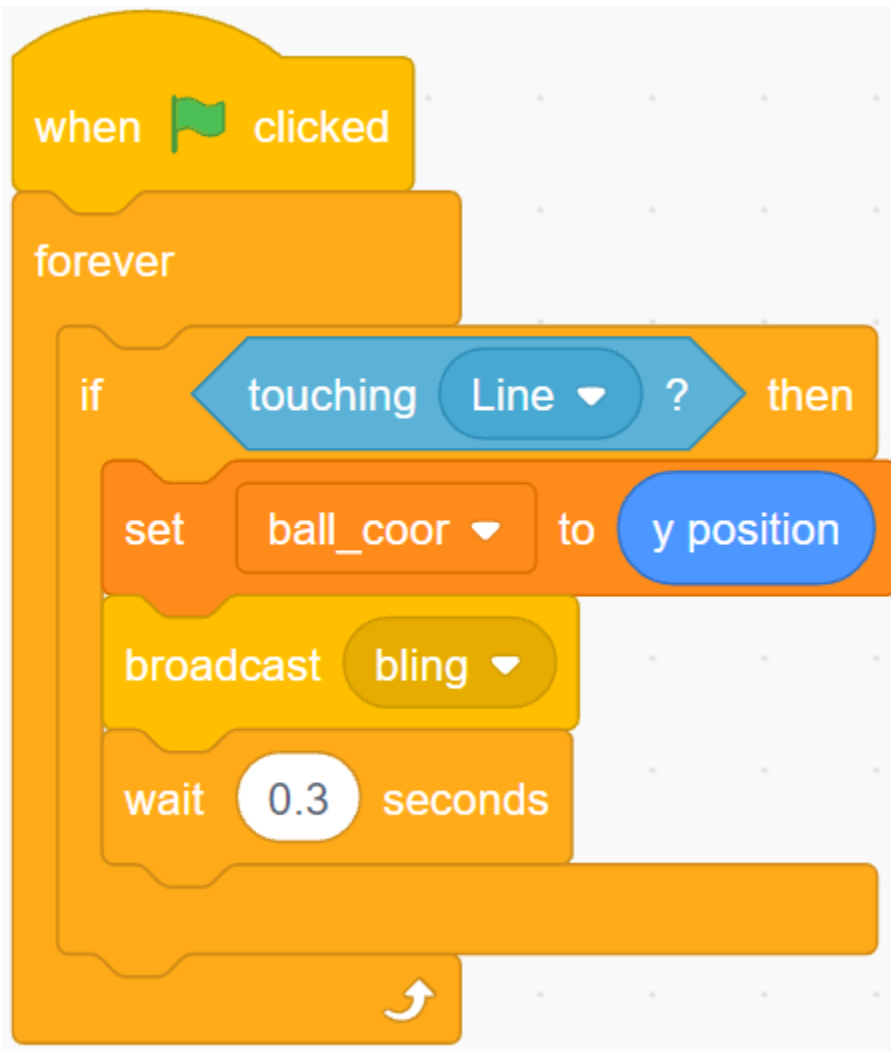 when clicked
forever
if touching Line ? then
set ball_coor to y position
broadcast bling
wait 0.3 seconds